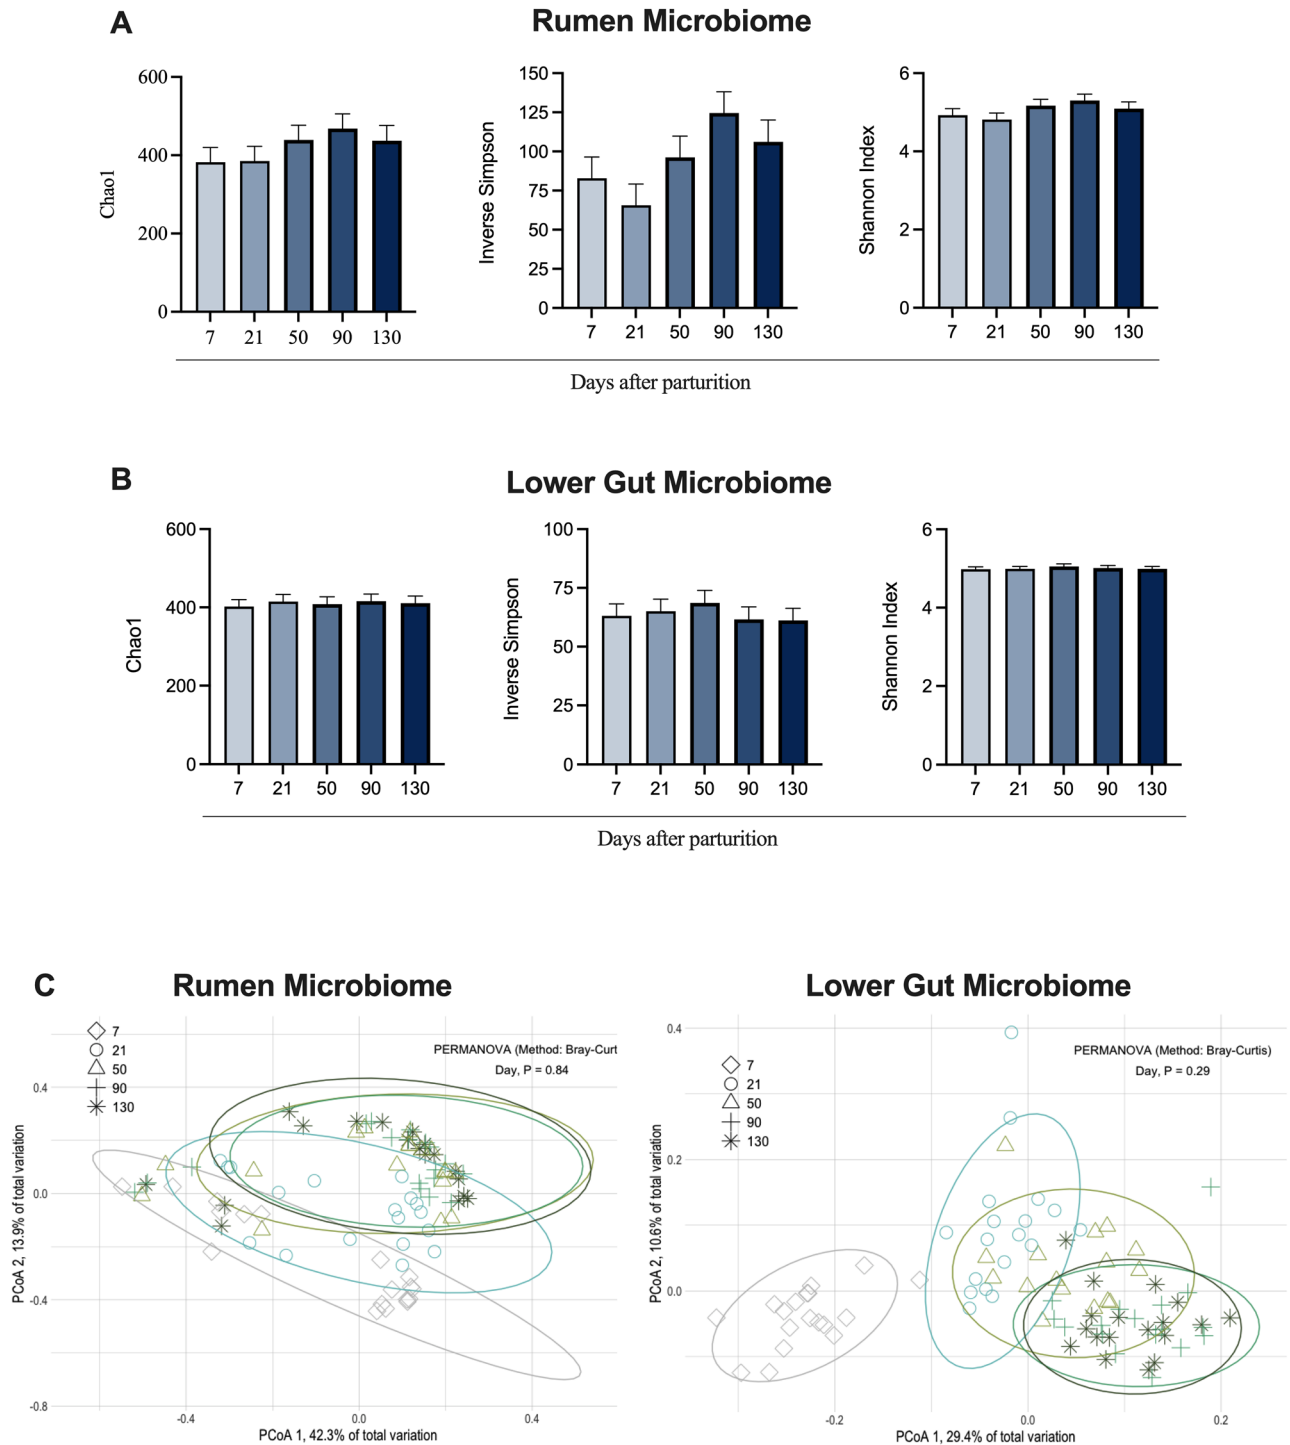 A
Rumen Microbiome
600
400
200
0
Chao1
7 21 50 90 130
150
125
100
75
50
25
0
Inverse Simpson
7 21 50 90 130
6
4
2
0
Shannon Index
7 21 50 90 130
Days after parturition
B
Lower Gut Microbiome
600
400
200
0
Chao1
7 21 50 90 130
100
75
50
25
0
Inverse Simpson
7 21 50 90 130
6
4
2
0
Shannon Index
7 21 50 90 130
Days after parturition
C
Rumen Microbiome
7
21
50
90
130
PERMANOVA (Method: Bray-Curt
Day, P = 0.84
0.4
0.0
-0.4
-0.8
PCoA 2, 13.9% of total variation
-0.4 0.0 0.4
PCoA 1, 42.3% of total variation
Lower Gut Microbiome
7
21
50
90
130
PERMANOVA (Method: Bray-Curtis)
Day, P = 0.29
0.4
0.2
0.0
PCoA 2, 10.6% of total variation
-0.2 0.0 0.2
PCoA 1, 29.4% of total variation